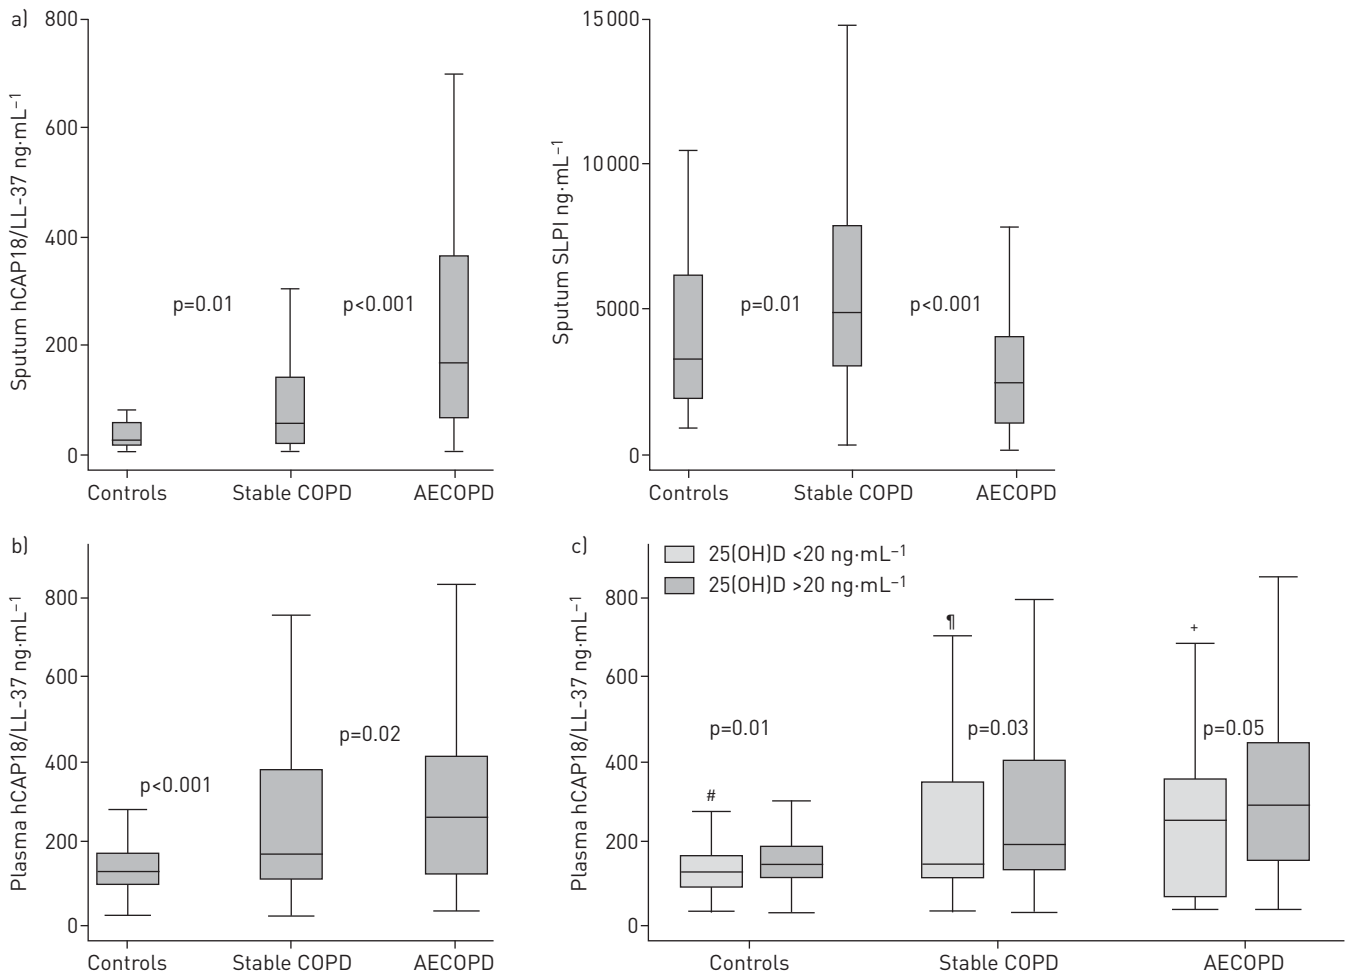 a)
Sputum hCAP18/LL-37 ng·mL⁻¹
800
600
400
200
0
p=0.01
p<0.001
Controls
Stable COPD
AECOPD
Sputum SLPI ng·mL⁻¹
15000
10000
5000
0
p=0.01
p<0.001
Controls
Stable COPD
AECOPD
b)
Plasma hCAP18/LL-37 ng·mL⁻¹
800
600
400
200
0
p<0.001
p=0.02
Controls
Stable COPD
AECOPD
c)
25(OH)D <20 ng·mL⁻¹
25(OH)D >20 ng·mL⁻¹
Plasma hCAP18/LL-37 ng·mL⁻¹
800
600
400
200
0
#
p=0.01
¶
p=0.03
+
p=0.05
Controls
Stable COPD
AECOPD